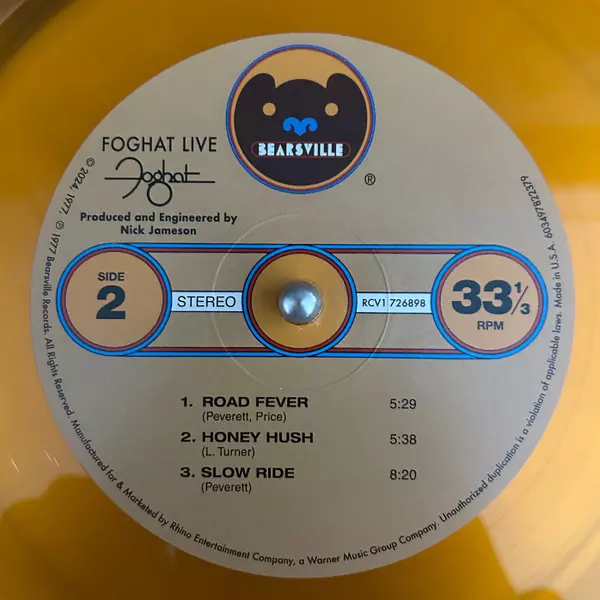 BEARSVILLE
®
FOGHAT LIVE
Foghat
Produced and Engineered by
Nick Jameson
SIDE
2
STEREO
RCV1 726898
33 1/3
RPM
1. ROAD FEVER 5:29
(Peverett, Price)
2. HONEY HUSH 5:38
(L. Turner)
3. SLOW RIDE 8:20
(Peverett)
© 2024, 1977, ℗ 1977 Bearsville Records. All Rights Reserved. Manufactured for & Marketed by Rhino Entertainment Company, a Warner Music Group Company. Unauthorized duplication is a violation of applicable laws. Made in U.S.A. 603497822379